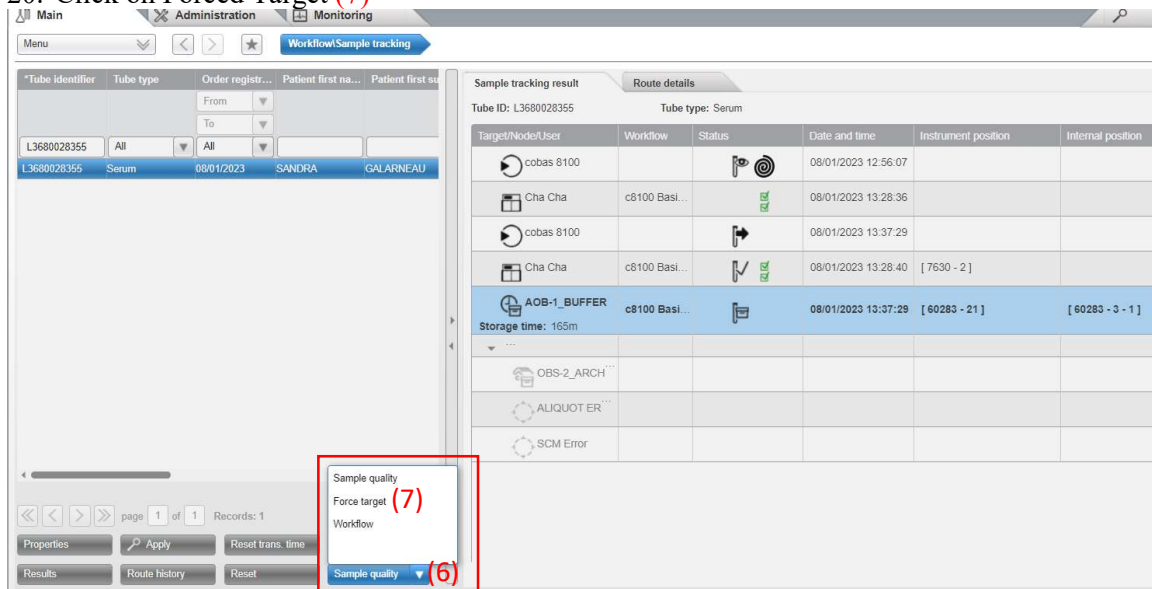 20. Click on Forced Target (7)
Main Administration Monitoring
Menu Workflow\Sample tracking
*Tube identifier Tube type Order registr... Patient first na... Patient first su
From
To
L3680028355 All All
L3680028355 Serum 08/01/2023 SANDRA GALARNEAU
Sample tracking result Route details
Tube ID: L3680028355 Tube type: Serum
Target/Node/User Workflow Status Date and time Instrument position Internal position
cobas 8100 08/01/2023 12:56:07
Cha Cha c8100 Basi... 08/01/2023 13:28:36
cobas 8100 08/01/2023 13:37:29
Cha Cha c8100 Basi... 08/01/2023 13:28:40 [ 7630 - 2 ]
AOB-1_BUFFER c8100 Basi... 08/01/2023 13:37:29 [ 60283 - 21 ] [ 60283 - 3 - 1 ]
Storage time: 165m
...
OBS-2_ARCH...
ALIQUOT ER...
SCM Error
Sample quality
Force target (7)
Workflow
page 1 of 1 Records: 1
Properties Apply Reset trans. time
Results Route history Reset Sample quality (6)